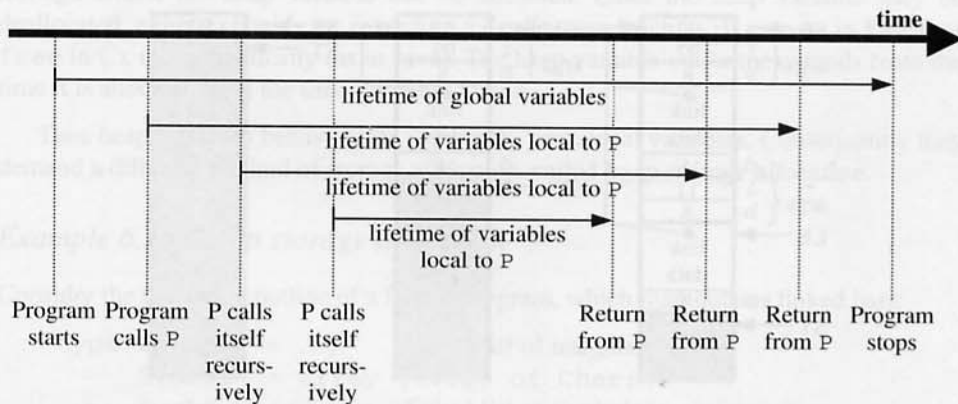 time
lifetime of global variables
lifetime of variables local to P
lifetime of variables local to P
lifetime of variables
local to P
Program
starts
Program
calls P
P calls
itself
recurs-
ively
P calls
itself
recurs-
ively
Return
from P
Return
from P
Return
from P
Program
stops